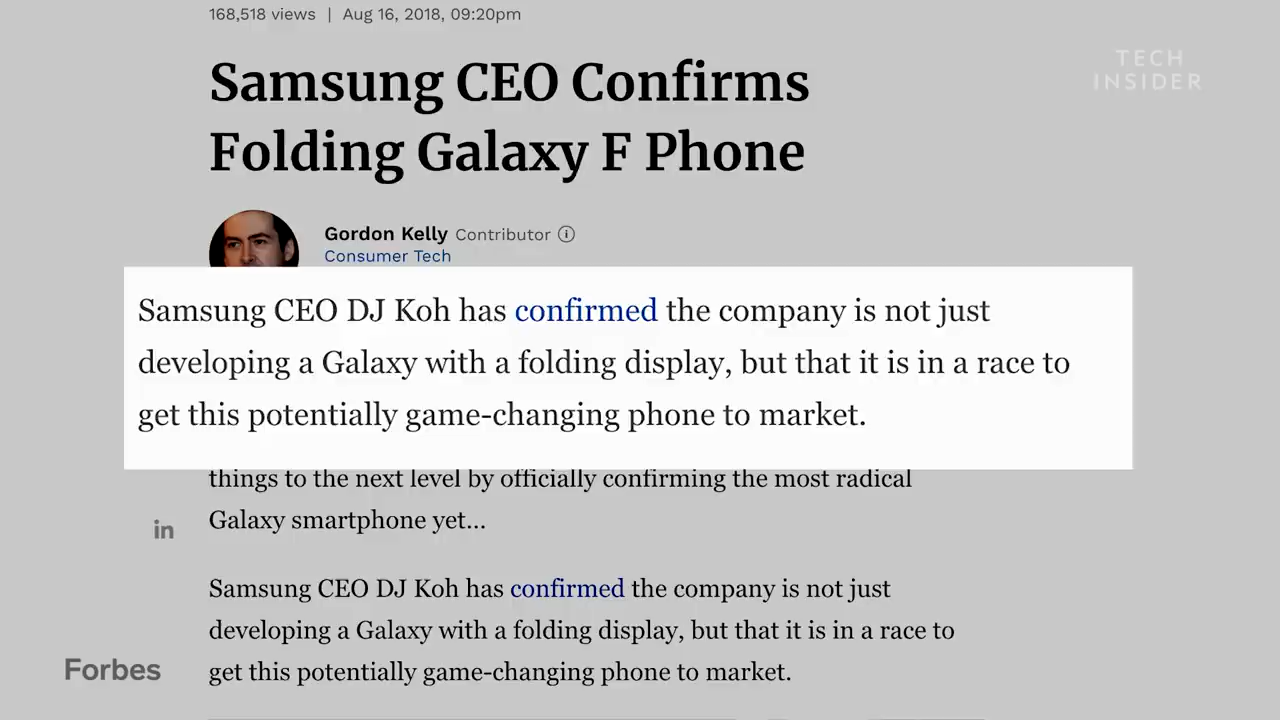 168,518 views | Aug 16, 2018, 09:20pm
TECH
INSIDER
Samsung CEO Confirms
Folding Galaxy F Phone
Gordon Kelly Contributor
Consumer Tech
Samsung CEO DJ Koh has confirmed the company is not just
developing a Galaxy with a folding display, but that it is in a race to
get this potentially game-changing phone to market.
things to the next level by officially confirming the most radical
Galaxy smartphone yet...
in
Samsung CEO DJ Koh has confirmed the company is not just
developing a Galaxy with a folding display, but that it is in a race to
get this potentially game-changing phone to market.
Forbes